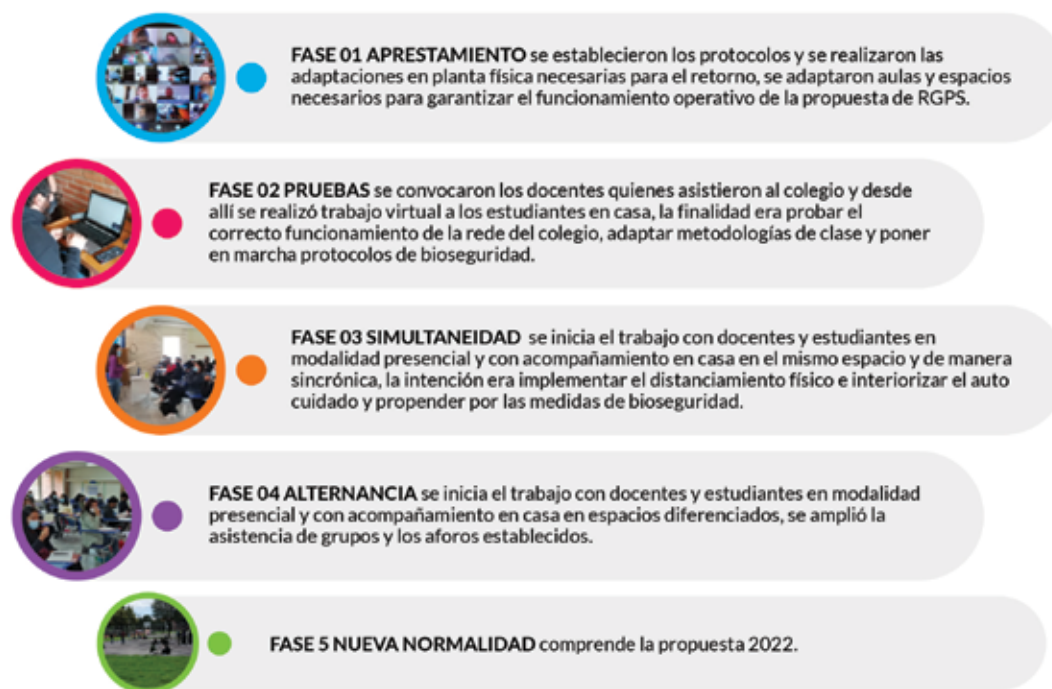 FASE 01 APRESTAMIENTO se establecieron los protocolos y se realizaron las
adaptaciones en planta física necesarias para el retorno, se adaptaron aulas y espacios
necesarios para garantizar el funcionamiento operativo de la propuesta de RGPS.
FASE 02 PRUEBAS se convocaron los docentes quienes asistieron al colegio y desde
allí se realizó trabajo virtual a los estudiantes en casa, la finalidad era probar el
correcto funcionamiento de la red del colegio, adaptar metodologías de clase y poner
en marcha protocolos de bioseguridad.
FASE 03 SIMULTANEIDAD se inicia el trabajo con docentes y estudiantes en
modalidad presencial y con acompañamiento en casa en el mismo espacio y de manera
sincrónica, la intención era implementar el distanciamiento físico e interiorizar el auto
cuidado y propender por las medidas de bioseguridad.
FASE 04 ALTERNANCIA se inicia el trabajo con docentes y estudiantes en modalidad
presencial y con acompañamiento en casa en espacios diferenciados, se amplió la
asistencia de grupos y los aforos establecidos.
FASE 5 NUEVA NORMALIDAD comprende la propuesta 2022.